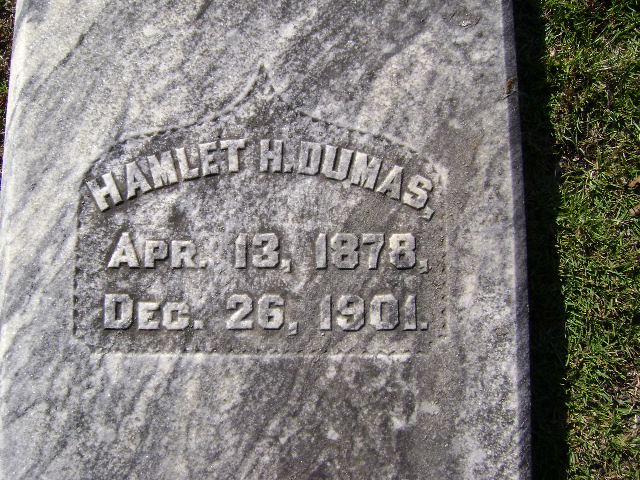 HAMLET H. DUMAS,
APR. 13, 1878,
DEC. 26, 1901.